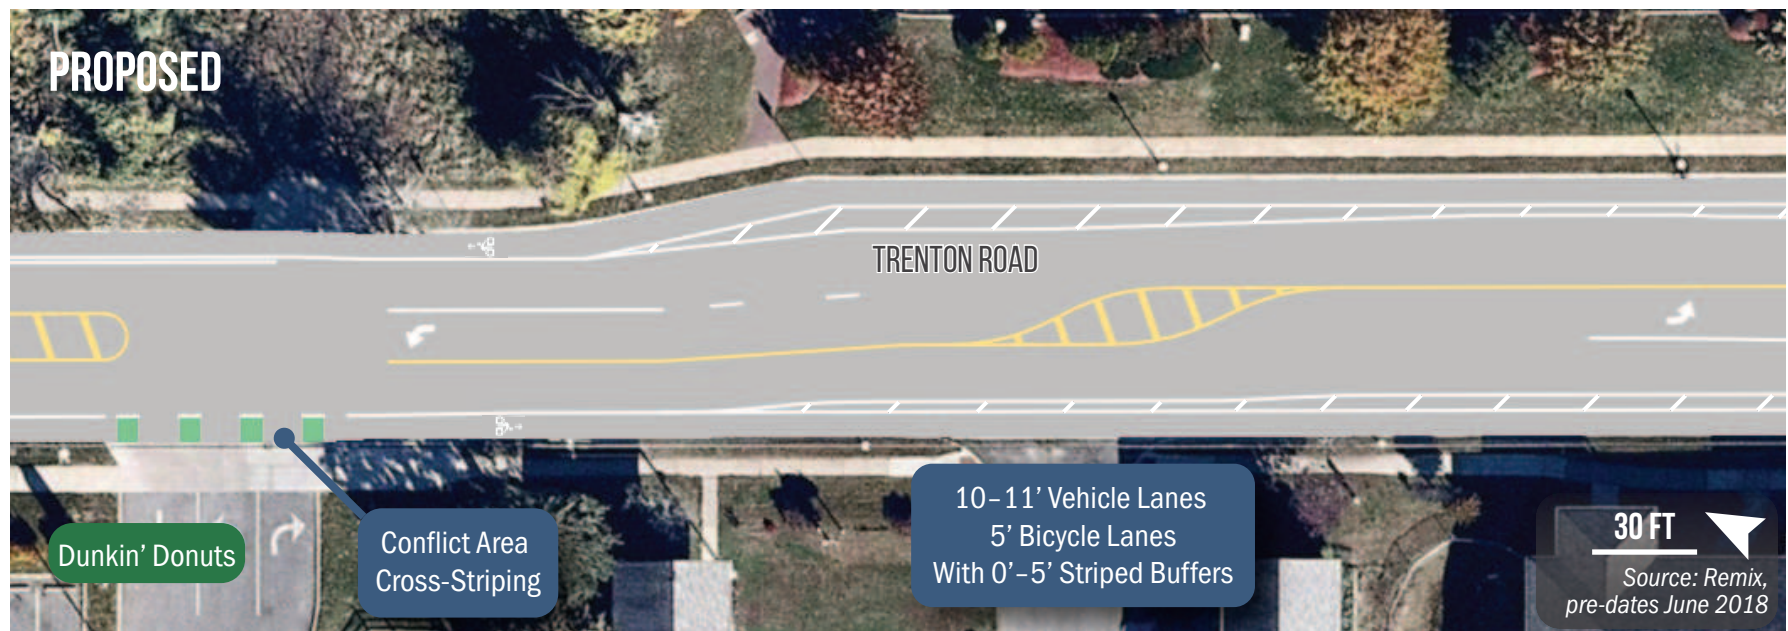 PROPOSED
TRENTON ROAD
Dunkin’ Donuts
Conflict Area
Cross-Striping
10–11’ Vehicle Lanes
5’ Bicycle Lanes
With 0’–5’ Striped Buffers
30 FT
Source: Remix,
pre-dates June 2018